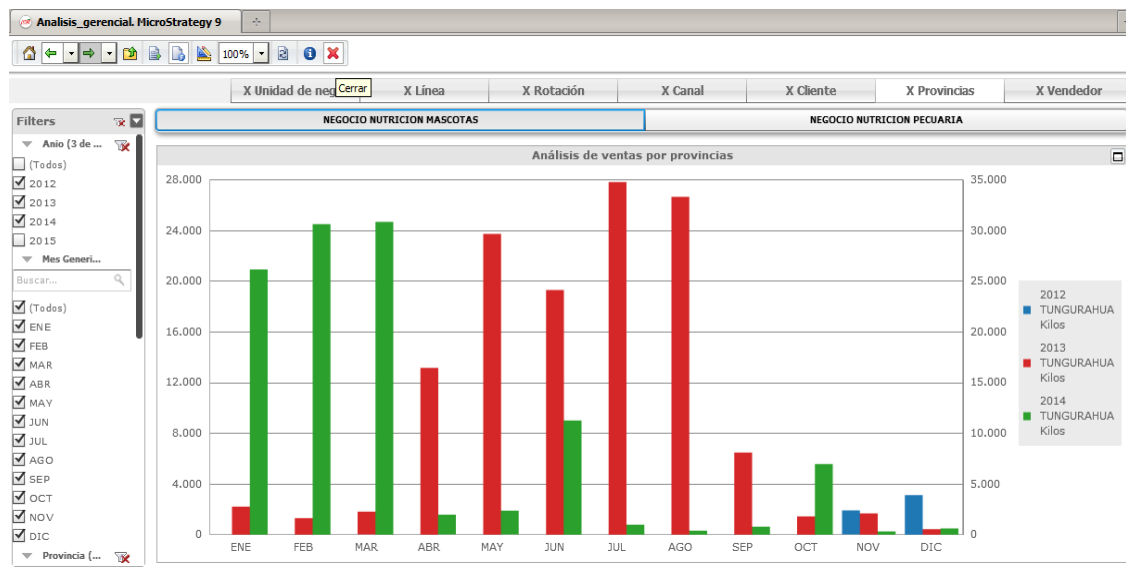 Analisis_gerencial. MicroStrategy 9
100%
Cerrar
X Unidad de neg
X Línea
X Rotación
X Canal
X Cliente
X Provincias
X Vendedor
Filters
NEGOCIO NUTRICION MASCOTAS
NEGOCIO NUTRICION PECUARIA
Anio (3 de ...
(Todos)
2012
2013
2014
2015
Mes Generi...
Buscar...
(Todos)
ENE
FEB
MAR
ABR
MAY
JUN
JUL
AGO
SEP
OCT
NOV
DIC
Provincia (...
Análisis de ventas por provincias
28.000
24.000
20.000
16.000
12.000
8.000
4.000
0
35.000
30.000
25.000
20.000
15.000
10.000
5.000
0
ENE
FEB
MAR
ABR
MAY
JUN
JUL
AGO
SEP
OCT
NOV
DIC
2012
TUNGURAHUA
Kilos
2013
TUNGURAHUA
Kilos
2014
TUNGURAHUA
Kilos